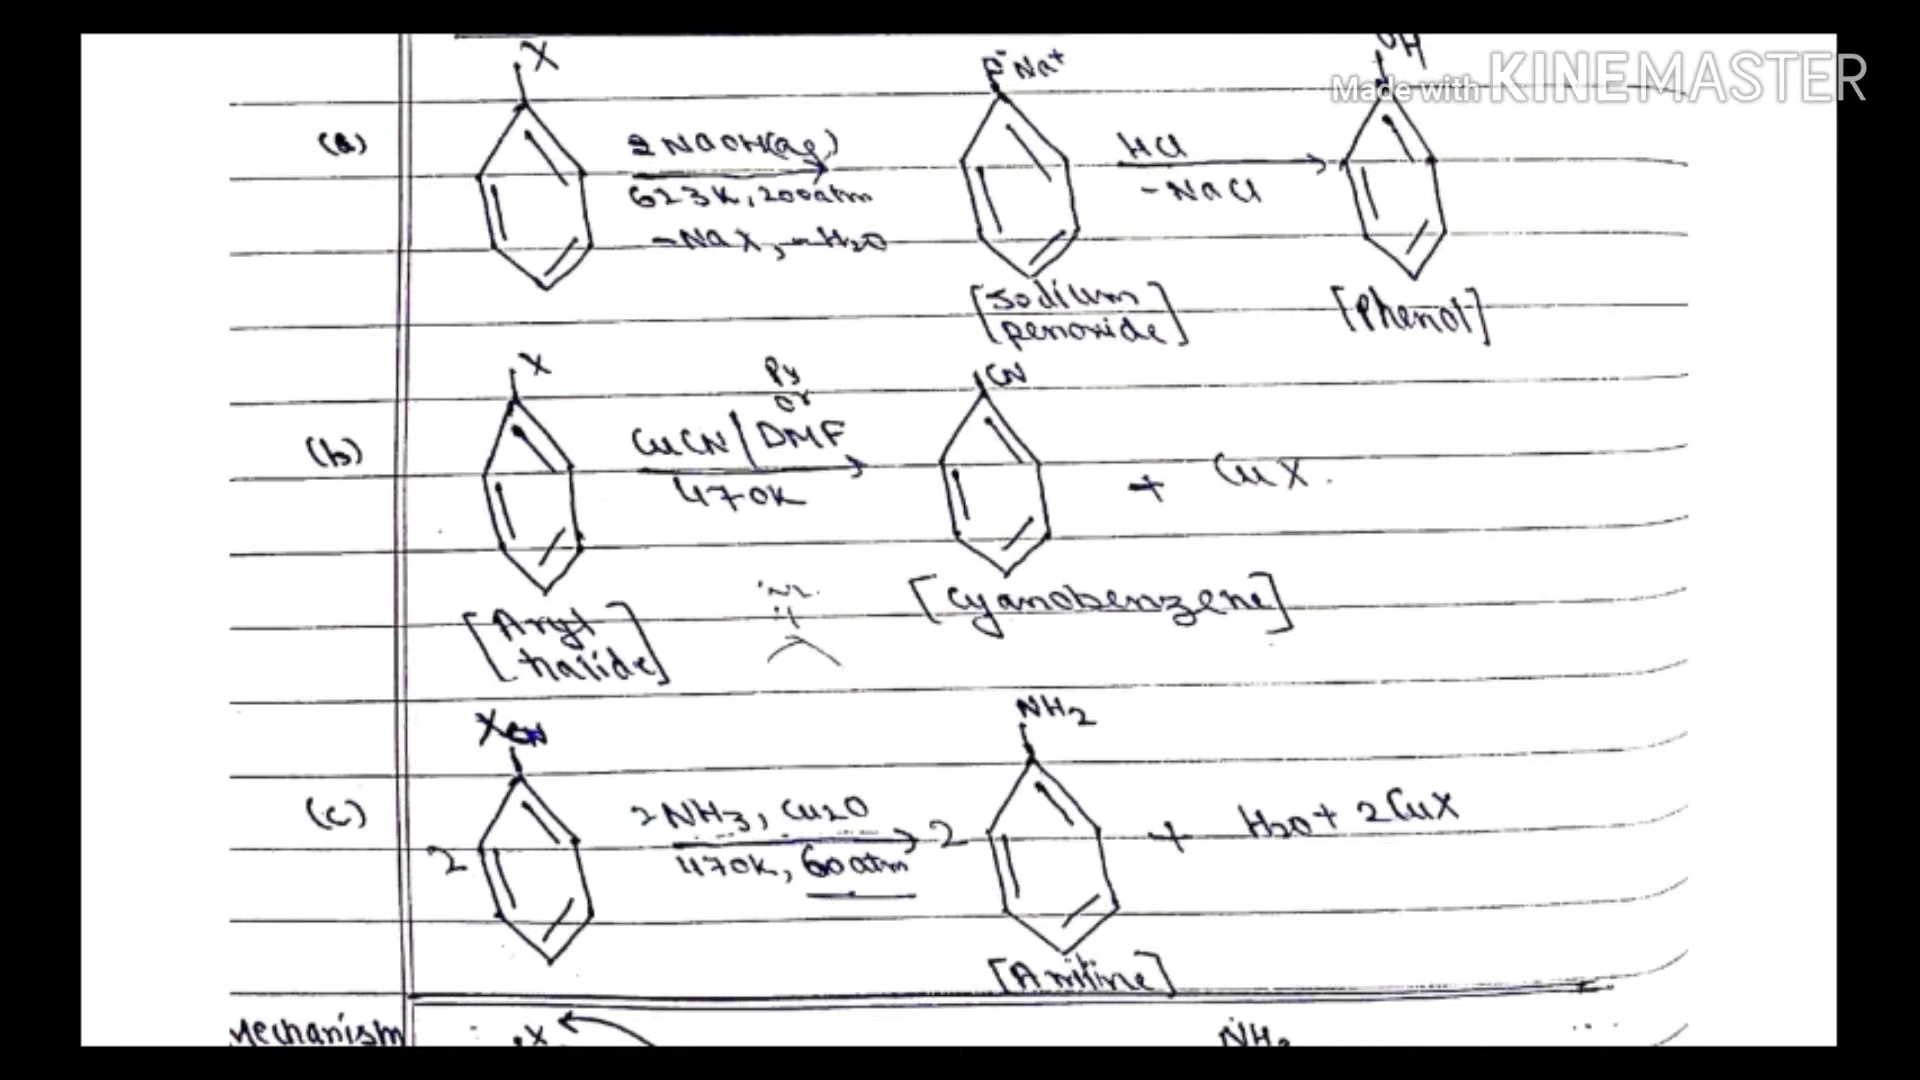 Made with KINEMASTER
X
O⁻Na⁺
OH
(a)
2 NaOH(aq)
623K, 200atm
-NaX, -H₂O
HCl
-NaCl
[Sodium
penoxide]
[Phenol]
X
Py
or
CN
(b)
CuCN/DMF
470K
+ CuX.
[Aryl
halide]
[Cyanobenzene]
X
NH₂
(c)
2
2NH₃, Cu₂O
470K, 60atm
2
+ H₂O + 2CuX
[Aniline]
Mechanism
X
NH₂